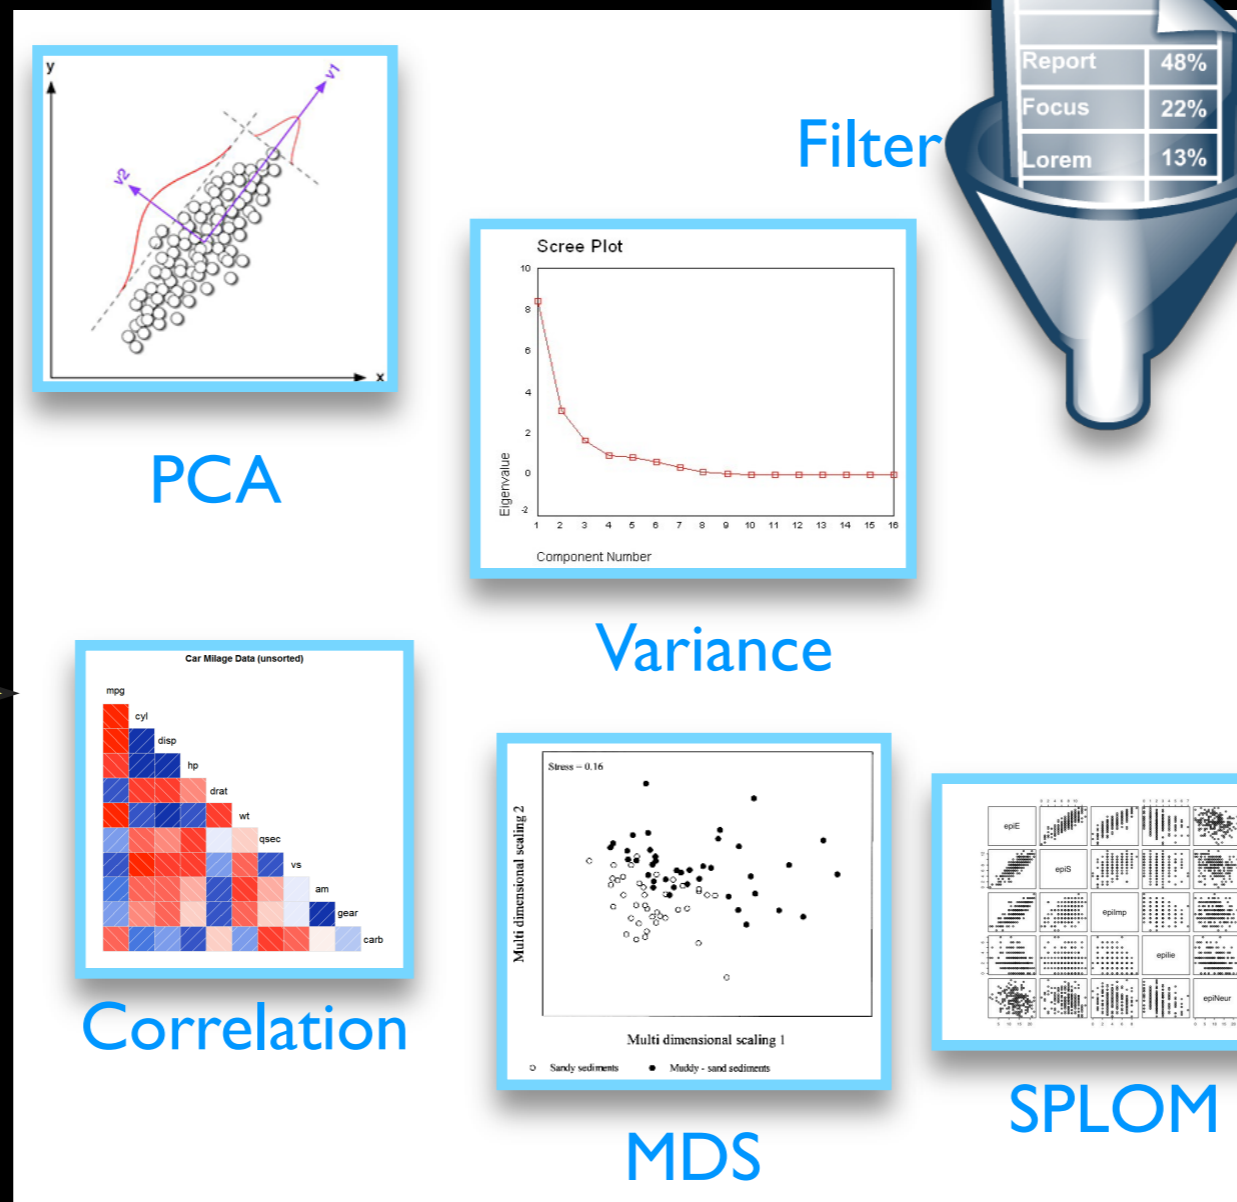 y
v1
v2
x
PCA
Filter
Report 48%
Focus 22%
Lorem 13%
Scree Plot
10
8
6
4
2
0
-2
Eigenvalue
1 2 3 4 5 6 7 8 9 10 11 12 13 14 15 16
Component Number
Variance
Car Milage Data (unsorted)
mpg
cyl
disp
hp
drat
wt
qsec
vs
am
gear
carb
Correlation
Stress = 0.16
Multi dimensional scaling 2
Multi dimensional scaling 1
Sandy sediments Muddy - sand sediments
MDS
epiE
epiS
epiImp
epilie
epiNeur
SPLOM